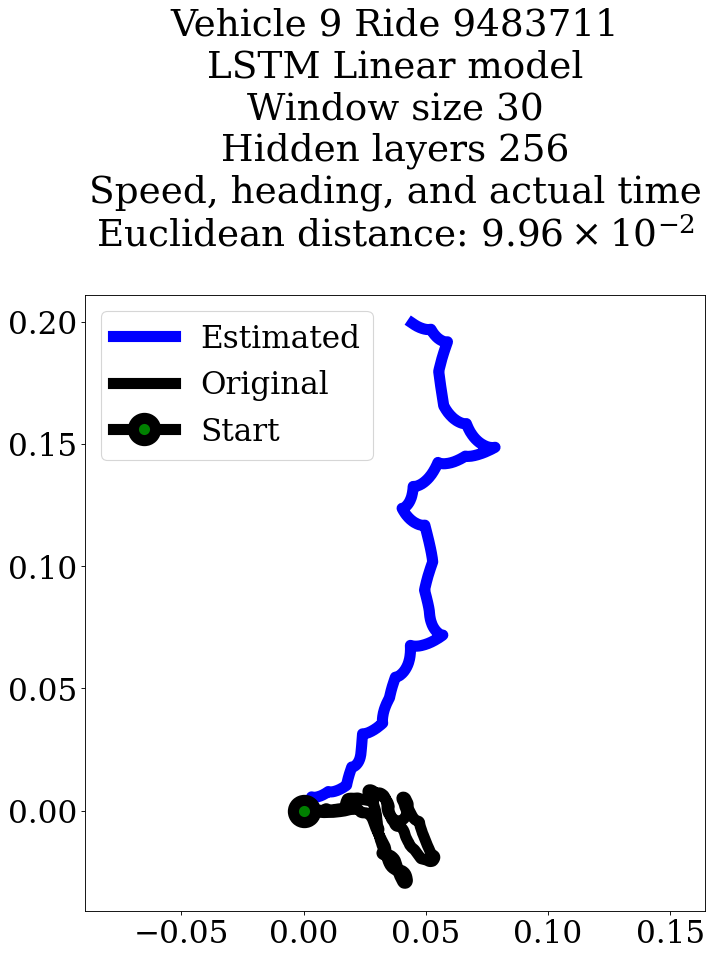 Vehicle 9 Ride 9483711
LSTM Linear model
Window size 30
Hidden layers 256
Speed, heading, and actual time
Euclidean distance: 9.96 × 10⁻²
Estimated
Original
Start
0.20
0.15
0.10
0.05
0.00
−0.05 0.00 0.05 0.10 0.15